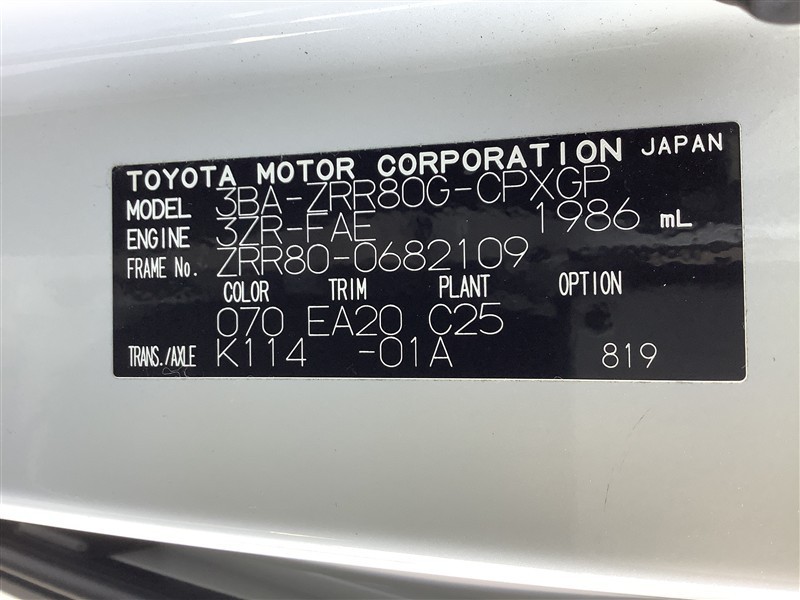 TOYOTA MOTOR CORPORATION JAPAN
MODEL 3BA-ZRR80G-CPXGP
ENGINE 3ZR-FAE 1986 mL
FRAME No. ZRR80-0682109
COLOR TRIM PLANT OPTION
070 EA20 C25
TRANS./AXLE K114 -01A 819